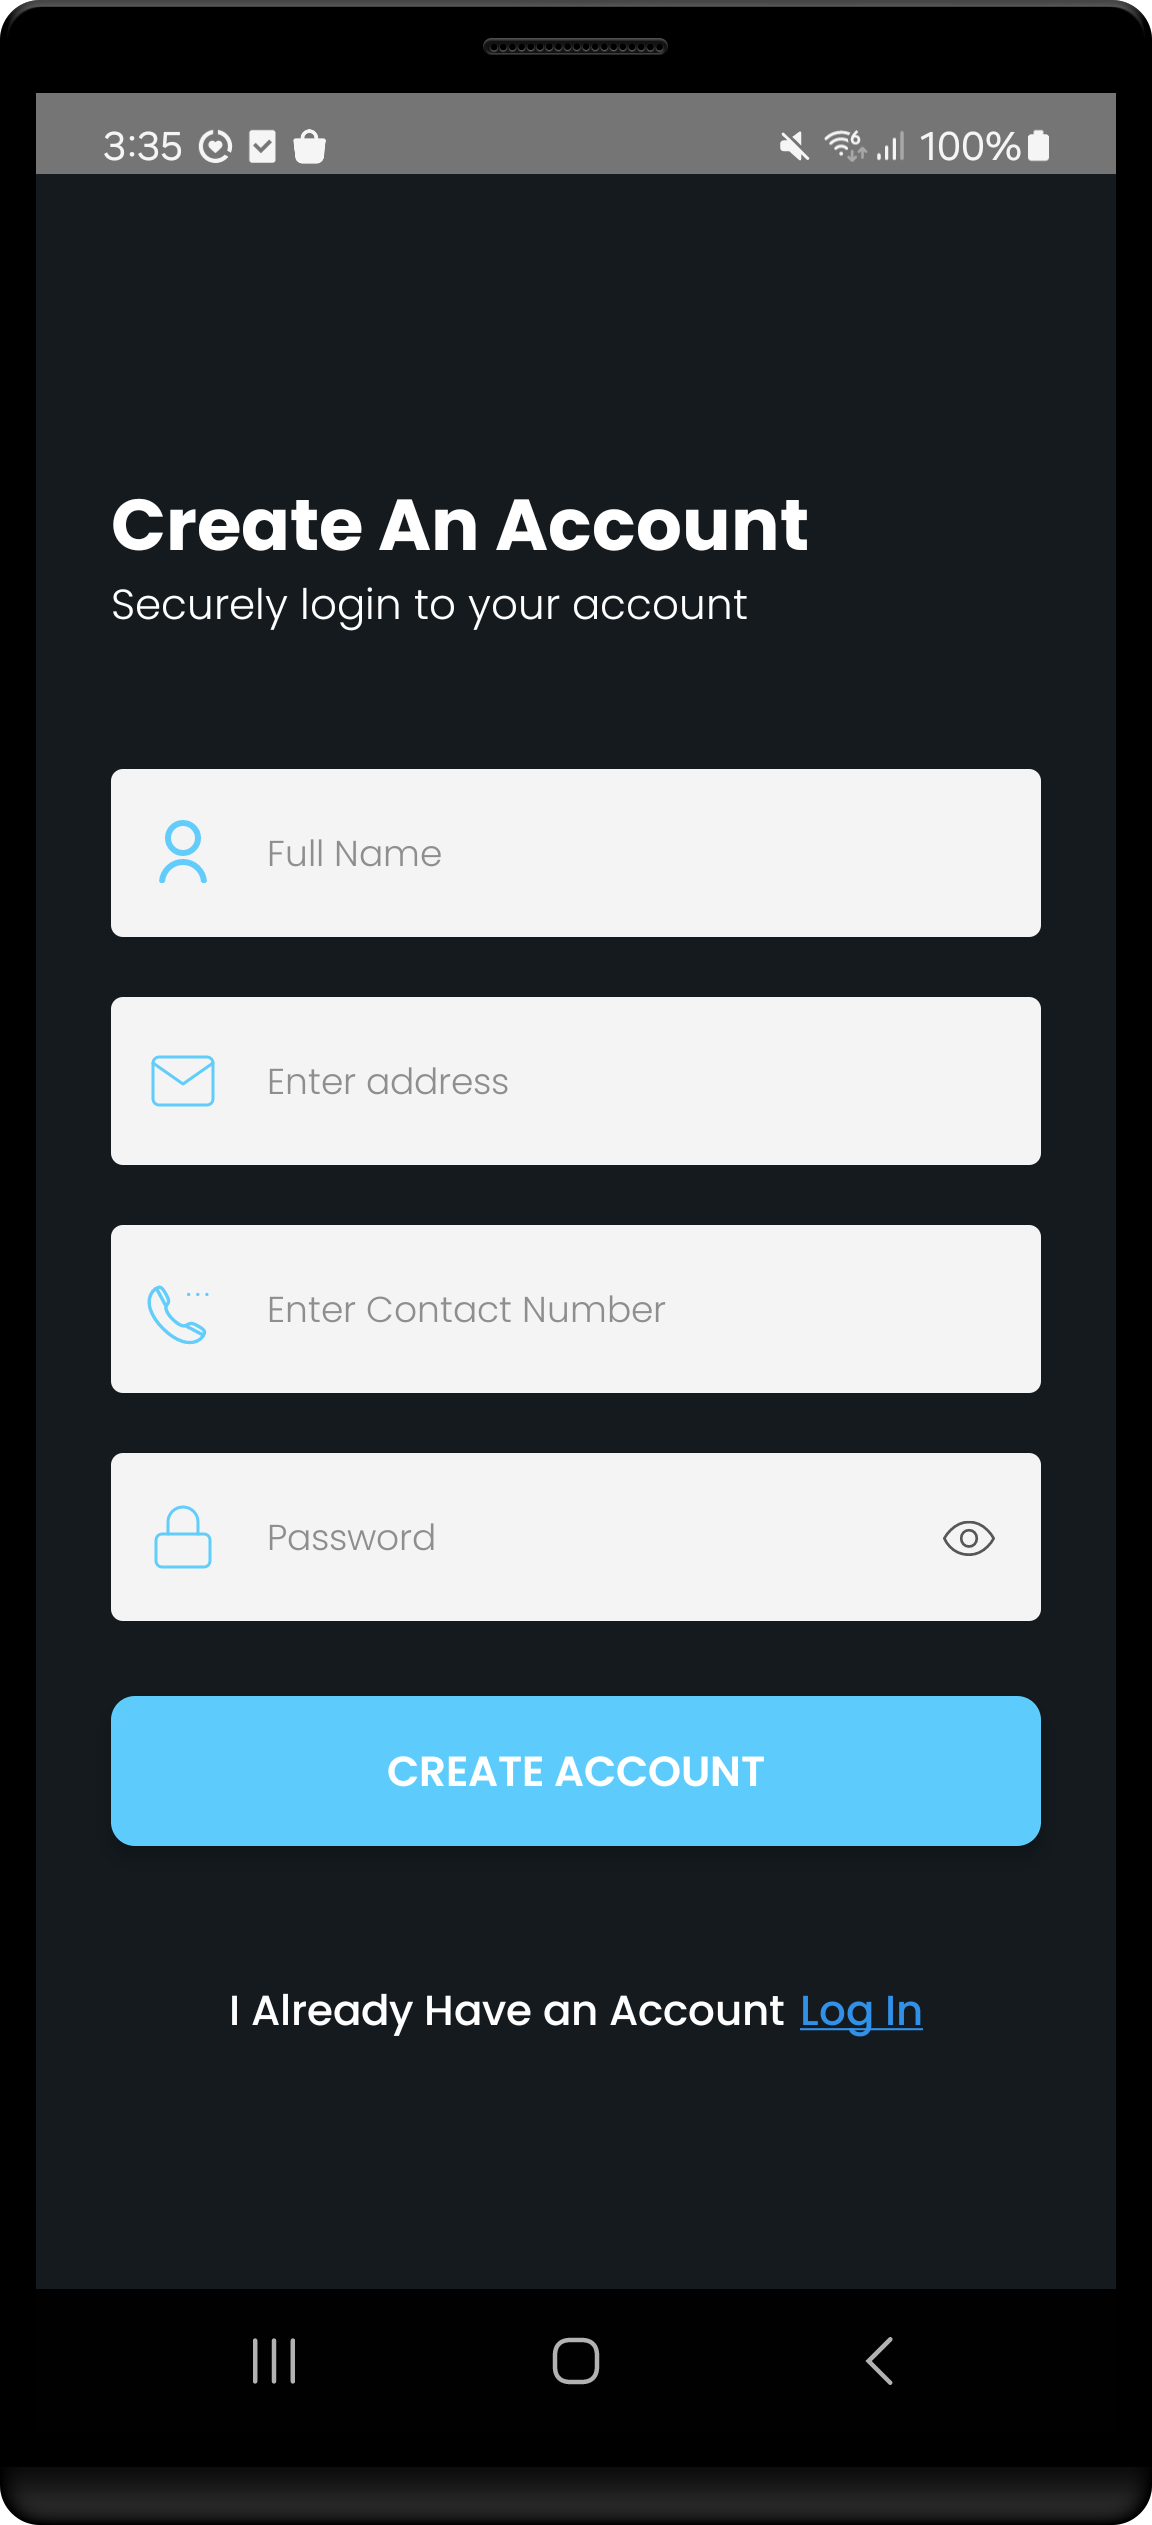 3:35 100%
Create An Account
Securely login to your account
Full Name
Enter address
Enter Contact Number
Password
CREATE ACCOUNT
I Already Have an Account Log In